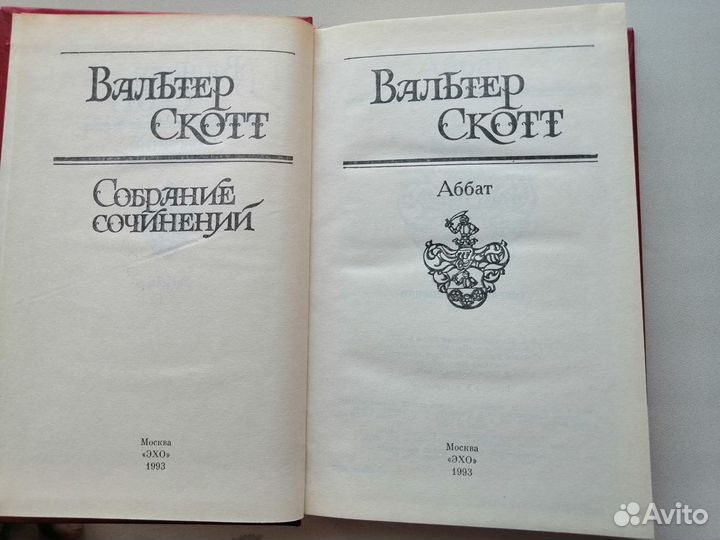 Вальтер
Скотт
Собрание
сочинений
Москва
«ЭХО»
1993
Вальтер
Скотт
Аббат
Москва
«ЭХО»
1993
Avito